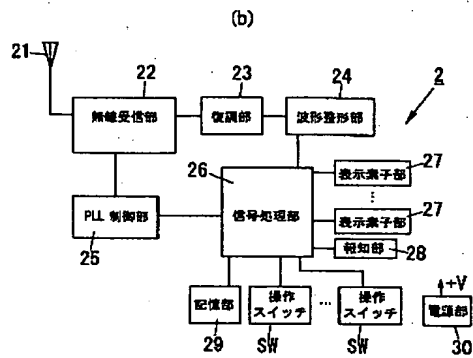 (b)
21
22
23
24
2
無線受信部
復調部
波形整形部
26
27
表示素子部
PLL 制御部
信号処理部
27
表示素子部
25
報知部
28
記憶部
操作
スイッチ
…
操作
スイッチ
+V
電源部
29
SW
SW
30